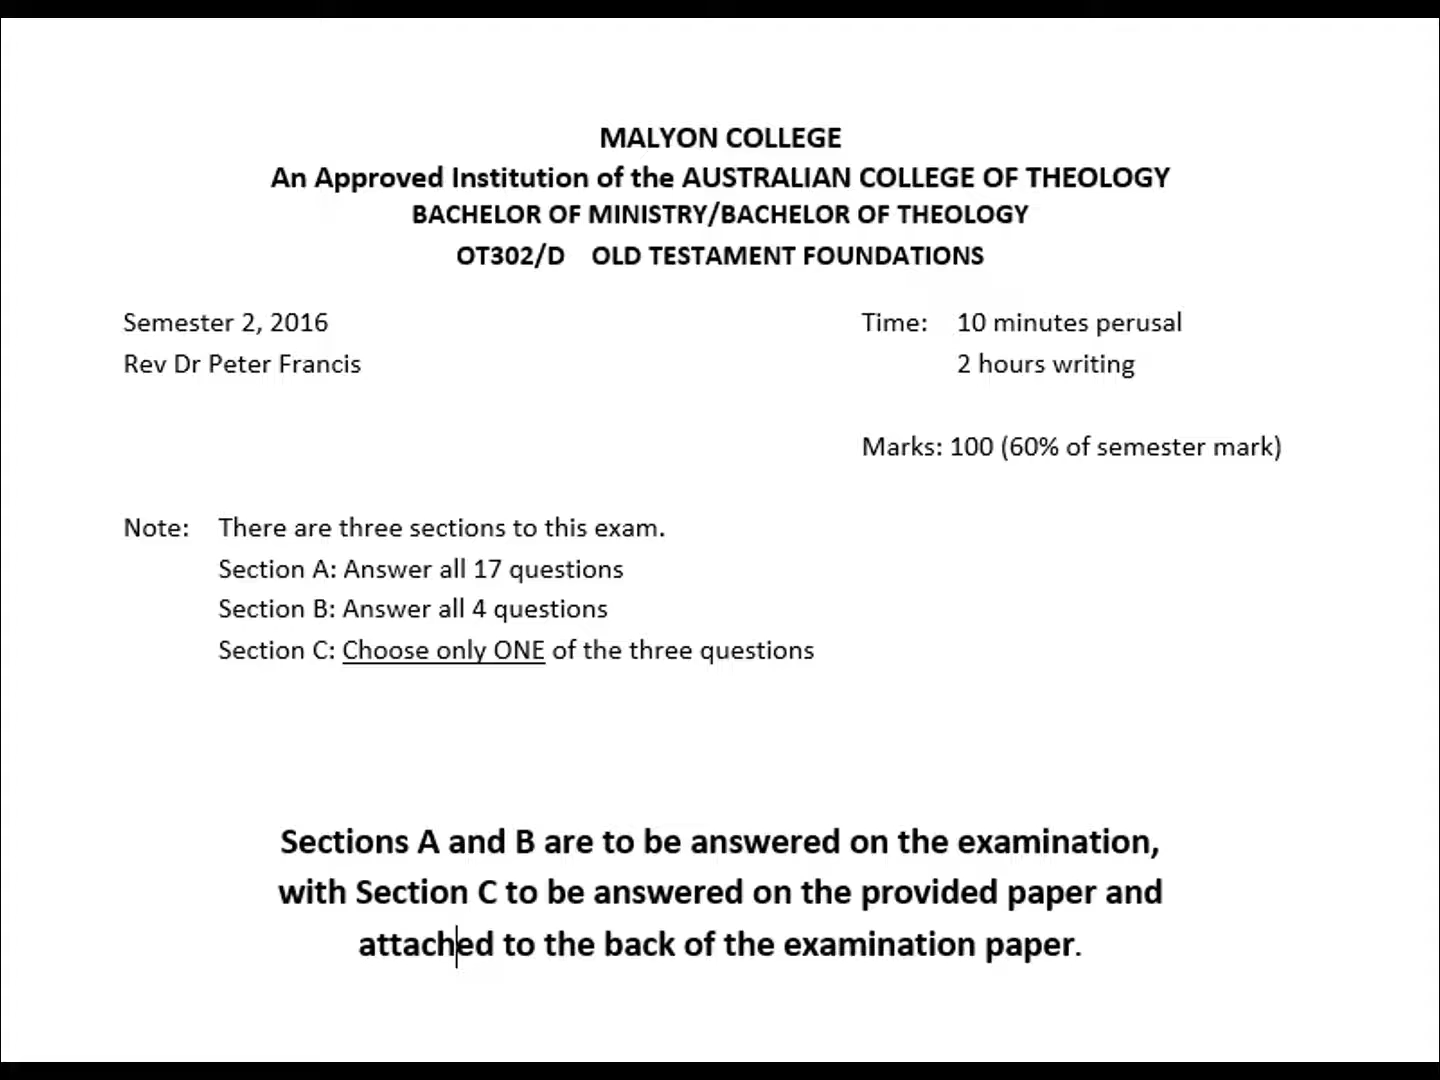 MALYON COLLEGE
An Approved Institution of the AUSTRALIAN COLLEGE OF THEOLOGY
BACHELOR OF MINISTRY/BACHELOR OF THEOLOGY
OT302/D OLD TESTAMENT FOUNDATIONS
Semester 2, 2016 Time: 10 minutes perusal
Rev Dr Peter Francis 2 hours writing
Marks: 100 (60% of semester mark)
Note: There are three sections to this exam.
Section A: Answer all 17 questions
Section B: Answer all 4 questions
Section C: Choose only ONE of the three questions
Sections A and B are to be answered on the examination,
with Section C to be answered on the provided paper and
attached to the back of the examination paper.